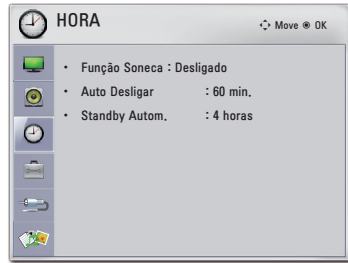 HORA
Move ◉ OK
• Função Soneca : Desligado
• Auto Desligar : 60 min.
• Standby Autom. : 4 horas